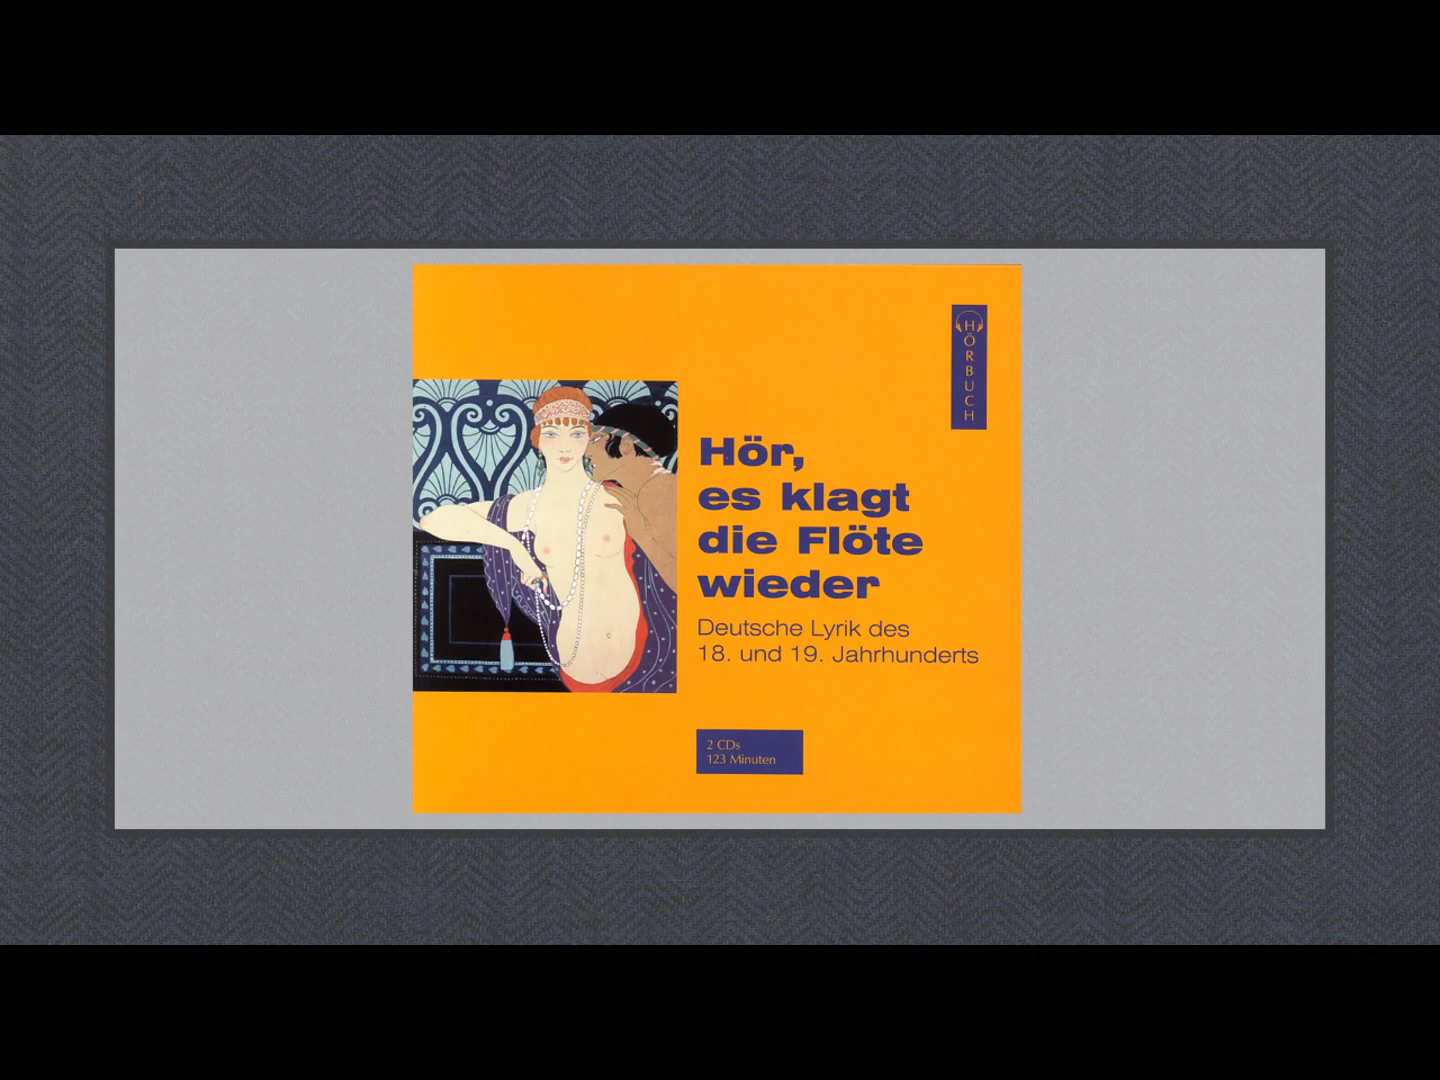 HÖRBUCH
Hör,
es klagt
die Flöte
wieder
Deutsche Lyrik des
18. und 19. Jahrhunderts
2 CDs
123 Minuten